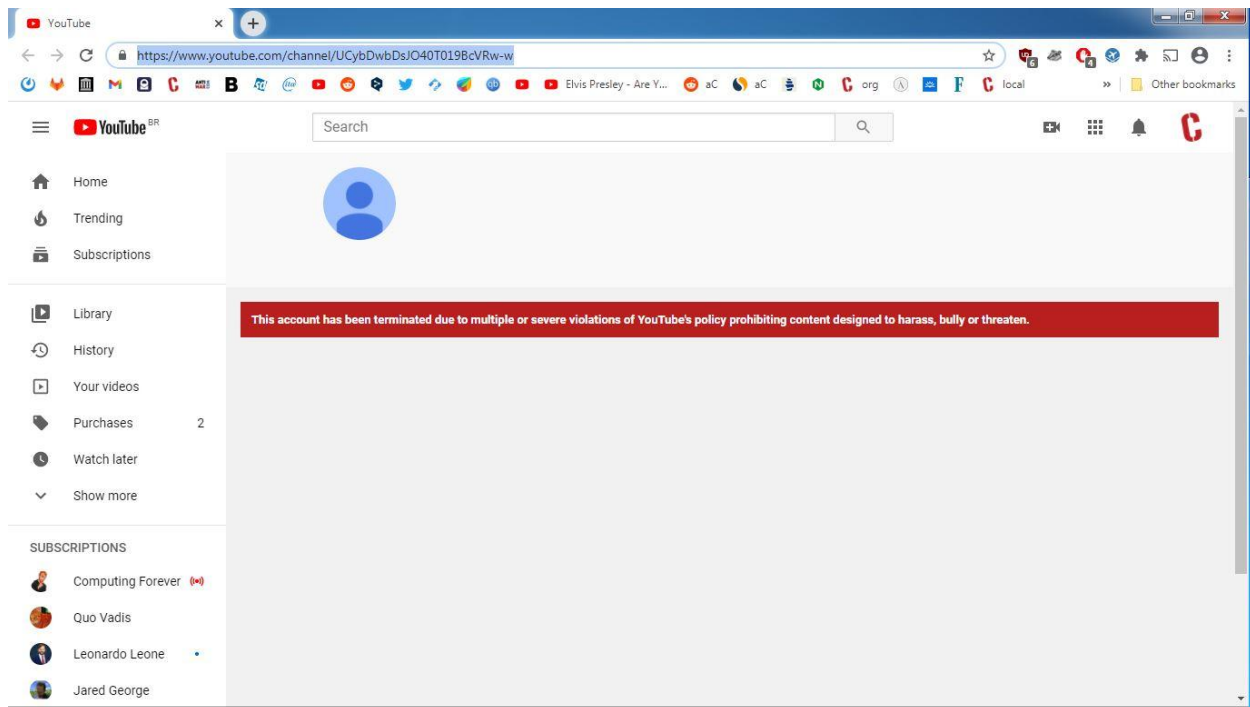 YouTube
https://www.youtube.com/channel/UCybDwbDsJO40T019BcVRw-w
Elvis Presley - Are Y... aC aC org local » Other bookmarks
YouTube BR Search
Home
Trending
Subscriptions
This account has been terminated due to multiple or severe violations of YouTube's policy prohibiting content designed to harass, bully or threaten.
Library
History
Your videos
Purchases 2
Watch later
Show more
SUBSCRIPTIONS
Computing Forever
Quo Vadis
Leonardo Leone
Jared George